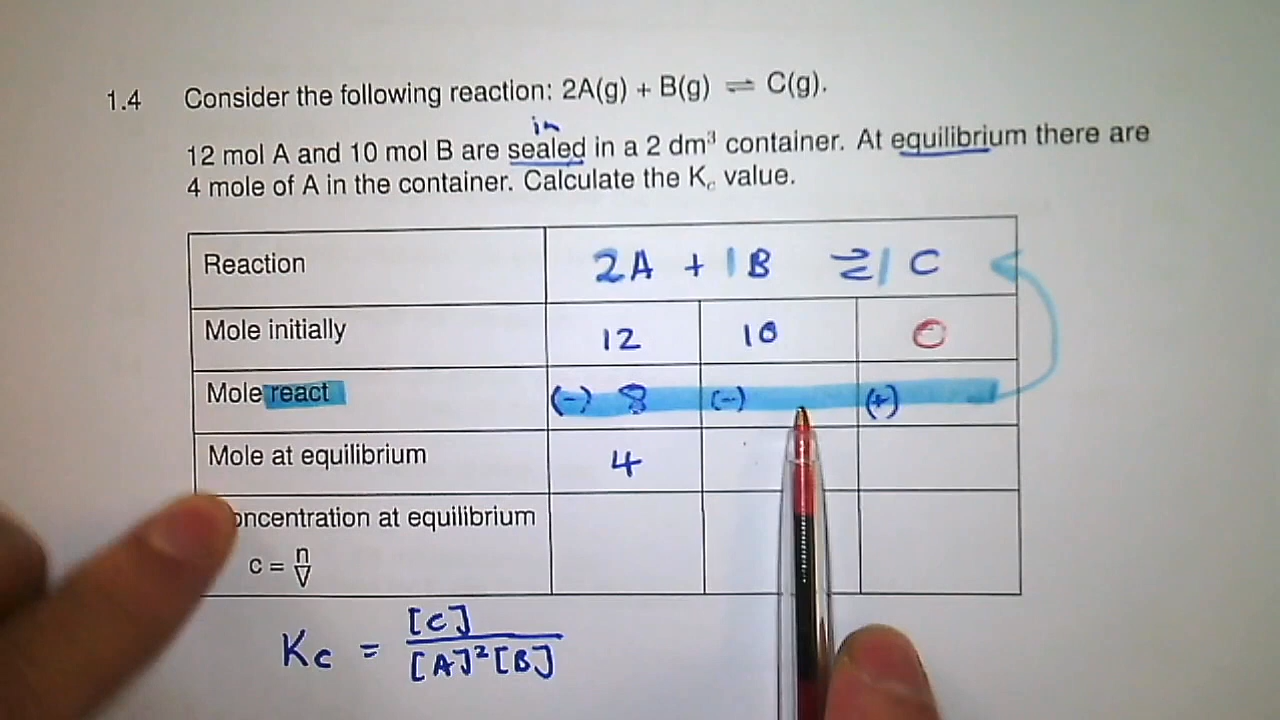 1.4 Consider the following reaction: 2A(g) + B(g) ⇌ C(g).
in
12 mol A and 10 mol B are sealed in a 2 dm³ container. At equilibrium there are
4 mole of A in the container. Calculate the Kc value.
Reaction 2A + 1B ⇌ 1C
Mole initially 12 10 0
Mole react (-) 8 (-) (+)
Mole at equilibrium 4
oncentration at equilibrium
c = n/V
Kc = [C]/[A]²[B]